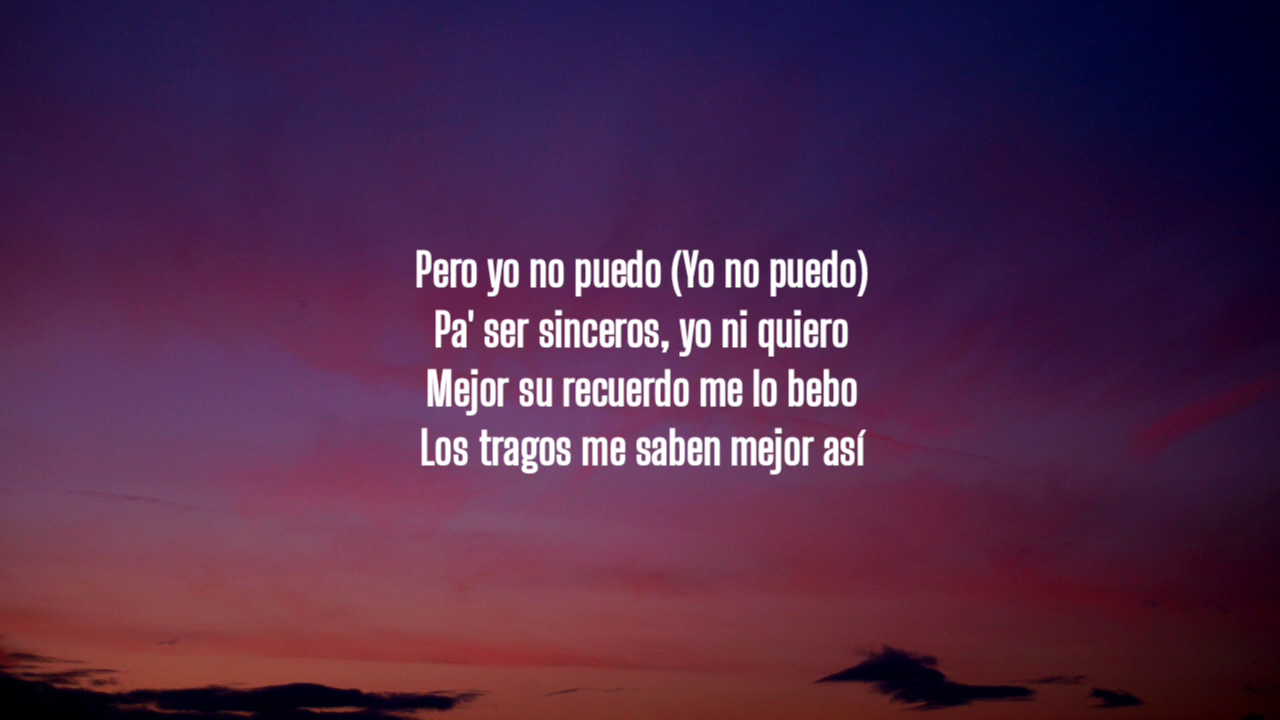 Pero yo no puedo (Yo no puedo)
Pa' ser sinceros, yo ni quiero
Mejor su recuerdo me lo bebo
Los tragos me saben mejor así